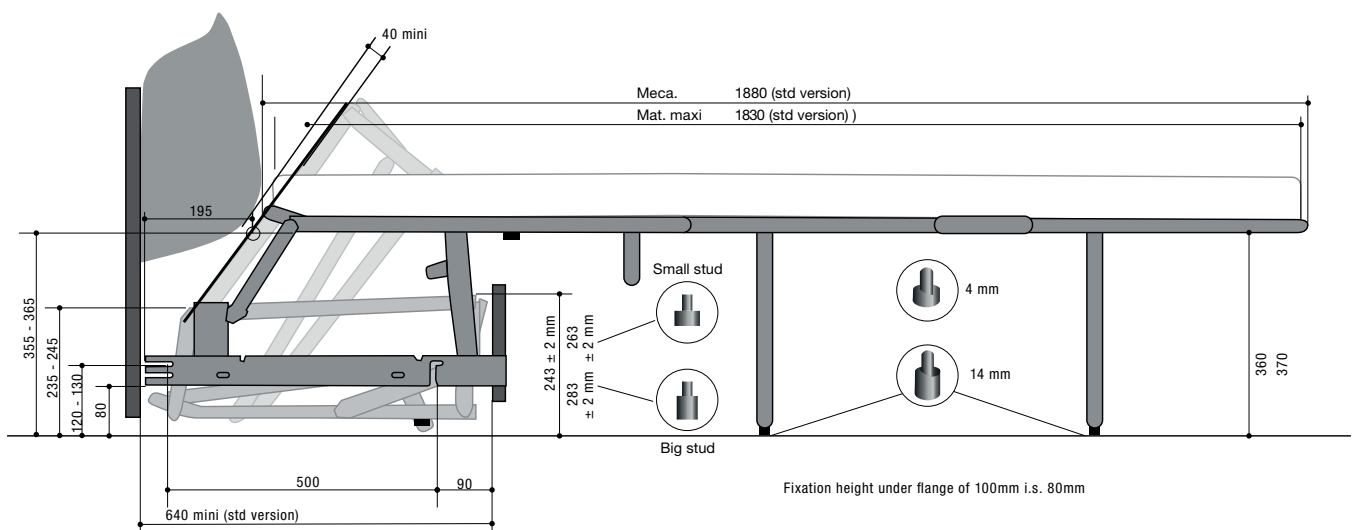 40 mini
Meca. 1880 (std version)
Mat. maxi 1830 (std version) )
195
Small stud
4 mm
355 - 365
235 - 245
120 - 130
80
243 ± 2 mm
263
± 2 mm
283
± 2 mm
14 mm
360
370
Big stud
500
90
Fixation height under flange of 100mm i.s. 80mm
640 mini (std version)